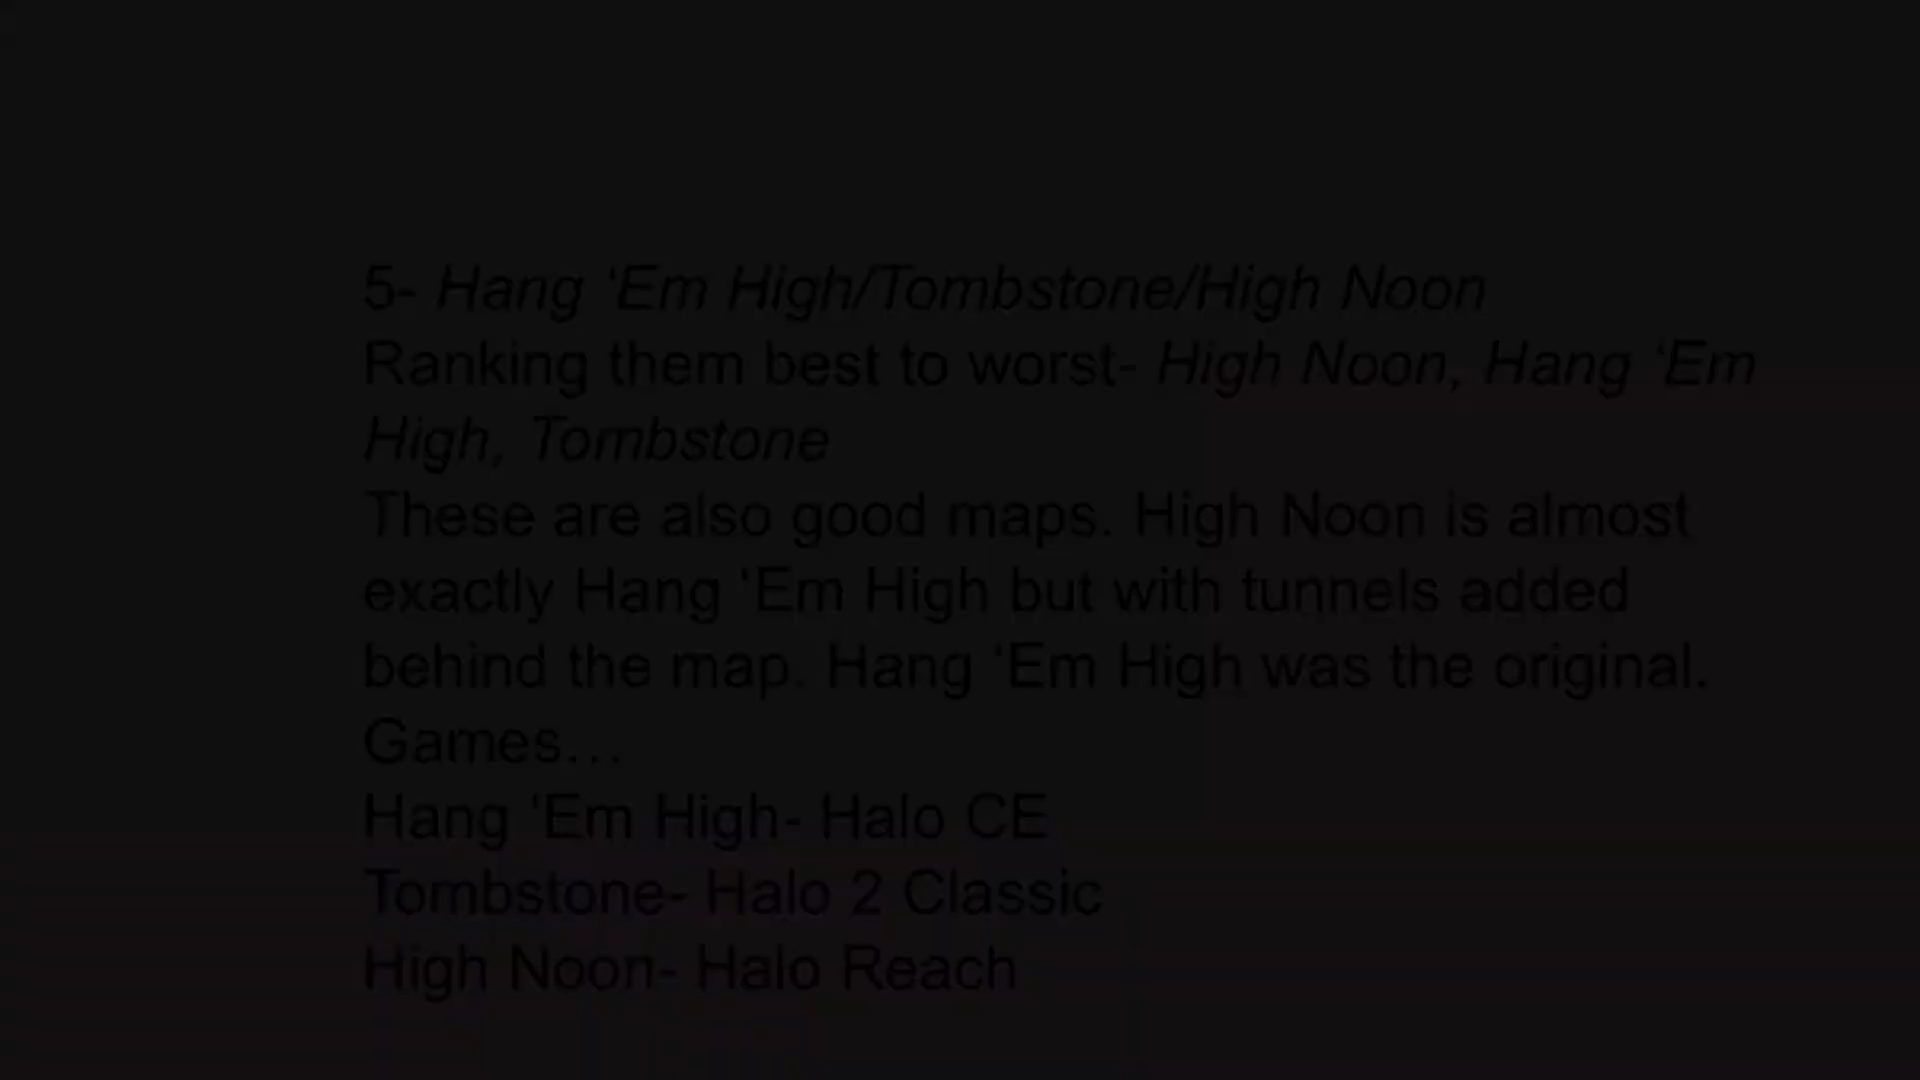 5- Hang ‘Em High/Tombstone/High Noon
Ranking them best to worst- High Noon, Hang ‘Em
High, Tombstone
These are also good maps. High Noon is almost
exactly Hang ‘Em High but with tunnels added
behind the map. Hang ‘Em High was the original.
Games…
Hang ‘Em High- Halo CE
Tombstone- Halo 2 Classic
High Noon- Halo Reach